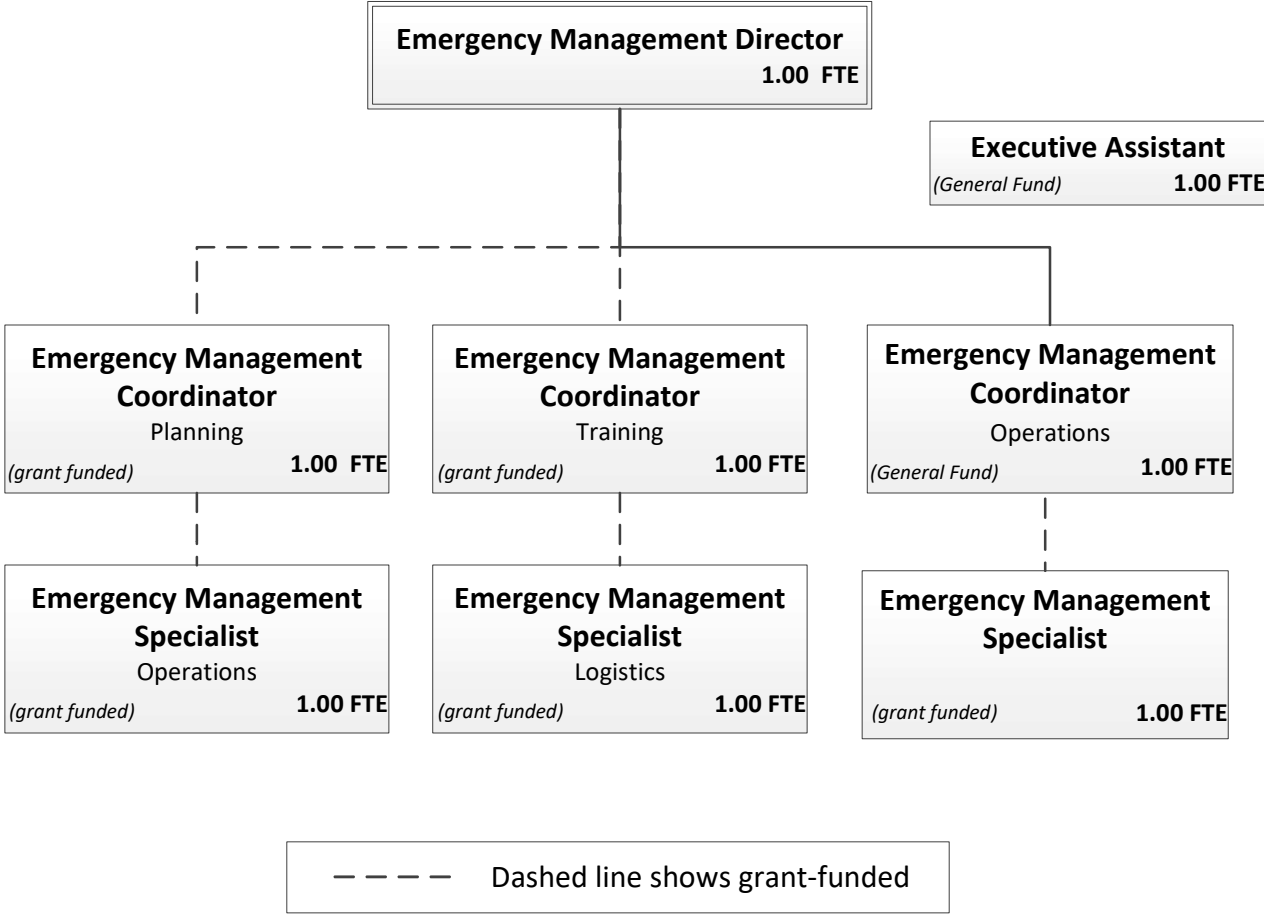 Emergency Management Director
1.00 FTE
Executive Assistant
(General Fund) 1.00 FTE
Emergency Management
Coordinator
Planning
(grant funded) 1.00 FTE
Emergency Management
Coordinator
Training
(grant funded) 1.00 FTE
Emergency Management
Coordinator
Operations
(General Fund) 1.00 FTE
Emergency Management
Specialist
Operations
(grant funded) 1.00 FTE
Emergency Management
Specialist
Logistics
(grant funded) 1.00 FTE
Emergency Management
Specialist
(grant funded) 1.00 FTE
Dashed line shows grant-funded